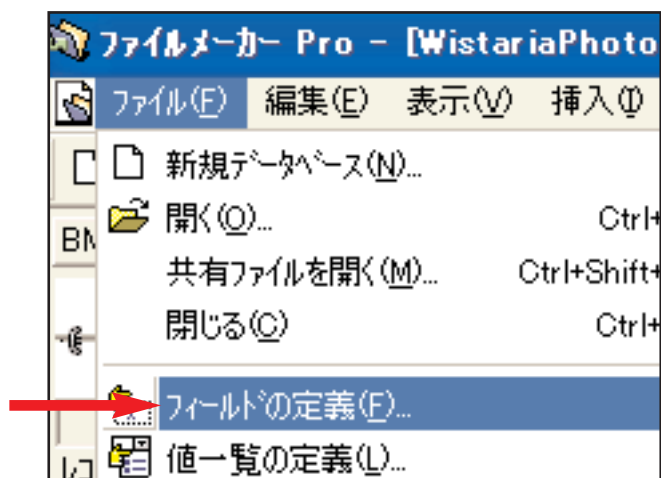 ファイルメーカー Pro - [WistariaPhoto
ファイル(F) 編集(E) 表示(V) 挿入(I)
新規データベース(N)...
開く(O)... Ctrl+
BM
共有ファイルを開く(M)... Ctrl+Shift+
閉じる(C) Ctrl+
フィールドの定義(F)...
値一覧の定義(L)...
レコ